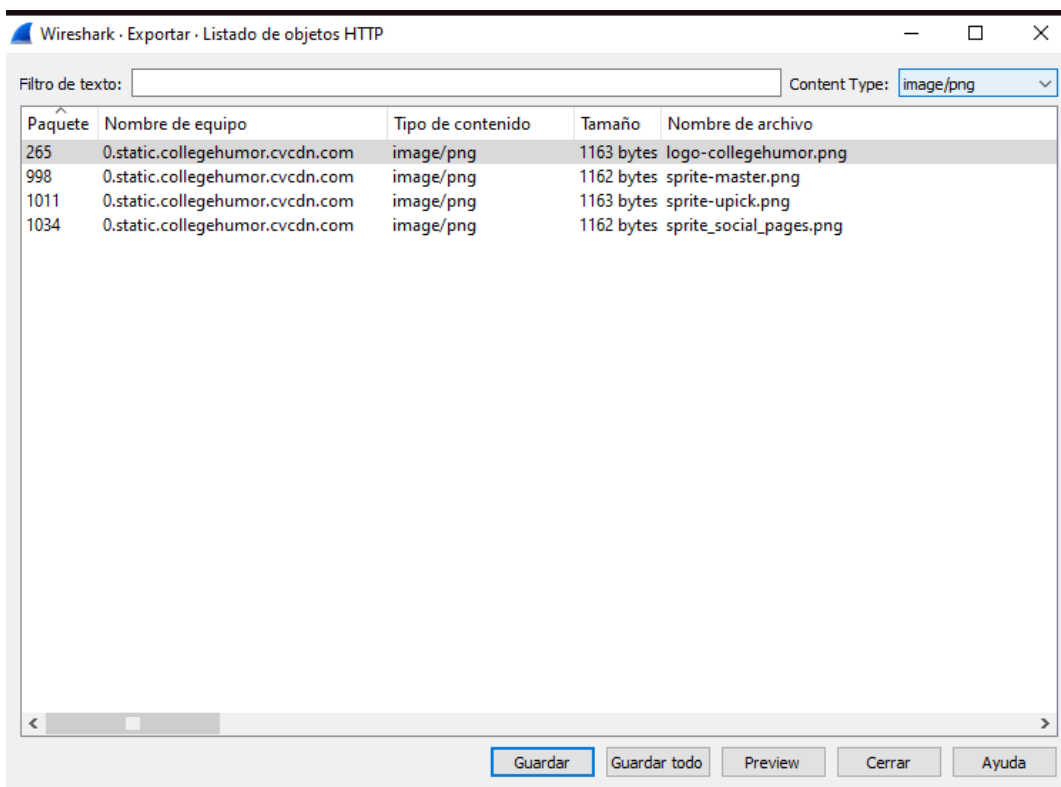 Wireshark · Exportar · Listado de objetos HTTP
Filtro de texto: Content Type: image/png
Paquete Nombre de equipo Tipo de contenido Tamaño Nombre de archivo
265 0.static.collegehumor.cvcdn.com image/png 1163 bytes logo-collegehumor.png
998 0.static.collegehumor.cvcdn.com image/png 1162 bytes sprite-master.png
1011 0.static.collegehumor.cvcdn.com image/png 1163 bytes sprite-upick.png
1034 0.static.collegehumor.cvcdn.com image/png 1162 bytes sprite_social_pages.png
Guardar Guardar todo Preview Cerrar Ayuda